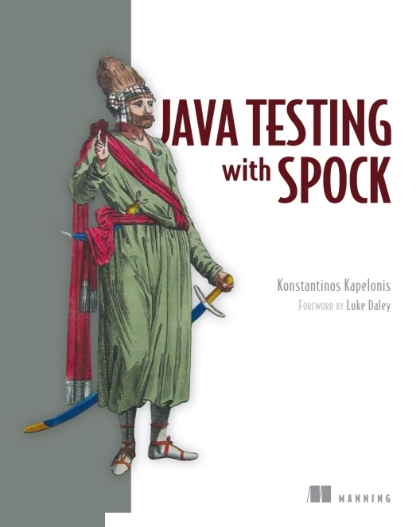 JAVA TESTING
with SPOCK
Konstantinos Kapelonis
FOREWORD BY Luke Daley
MANNING